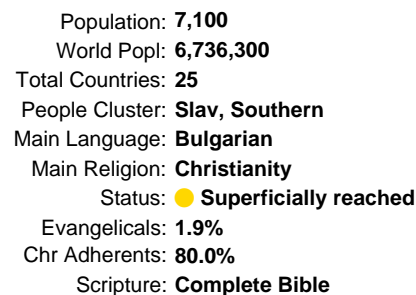 Population: 7,100
World Popl: 6,736,300
Total Countries: 25
People Cluster: Slav, Southern
Main Language: Bulgarian
Main Religion: Christianity
Status: Superficially reached
Evangelicals: 1.9%
Chr Adherents: 80.0%
Scripture: Complete Bible